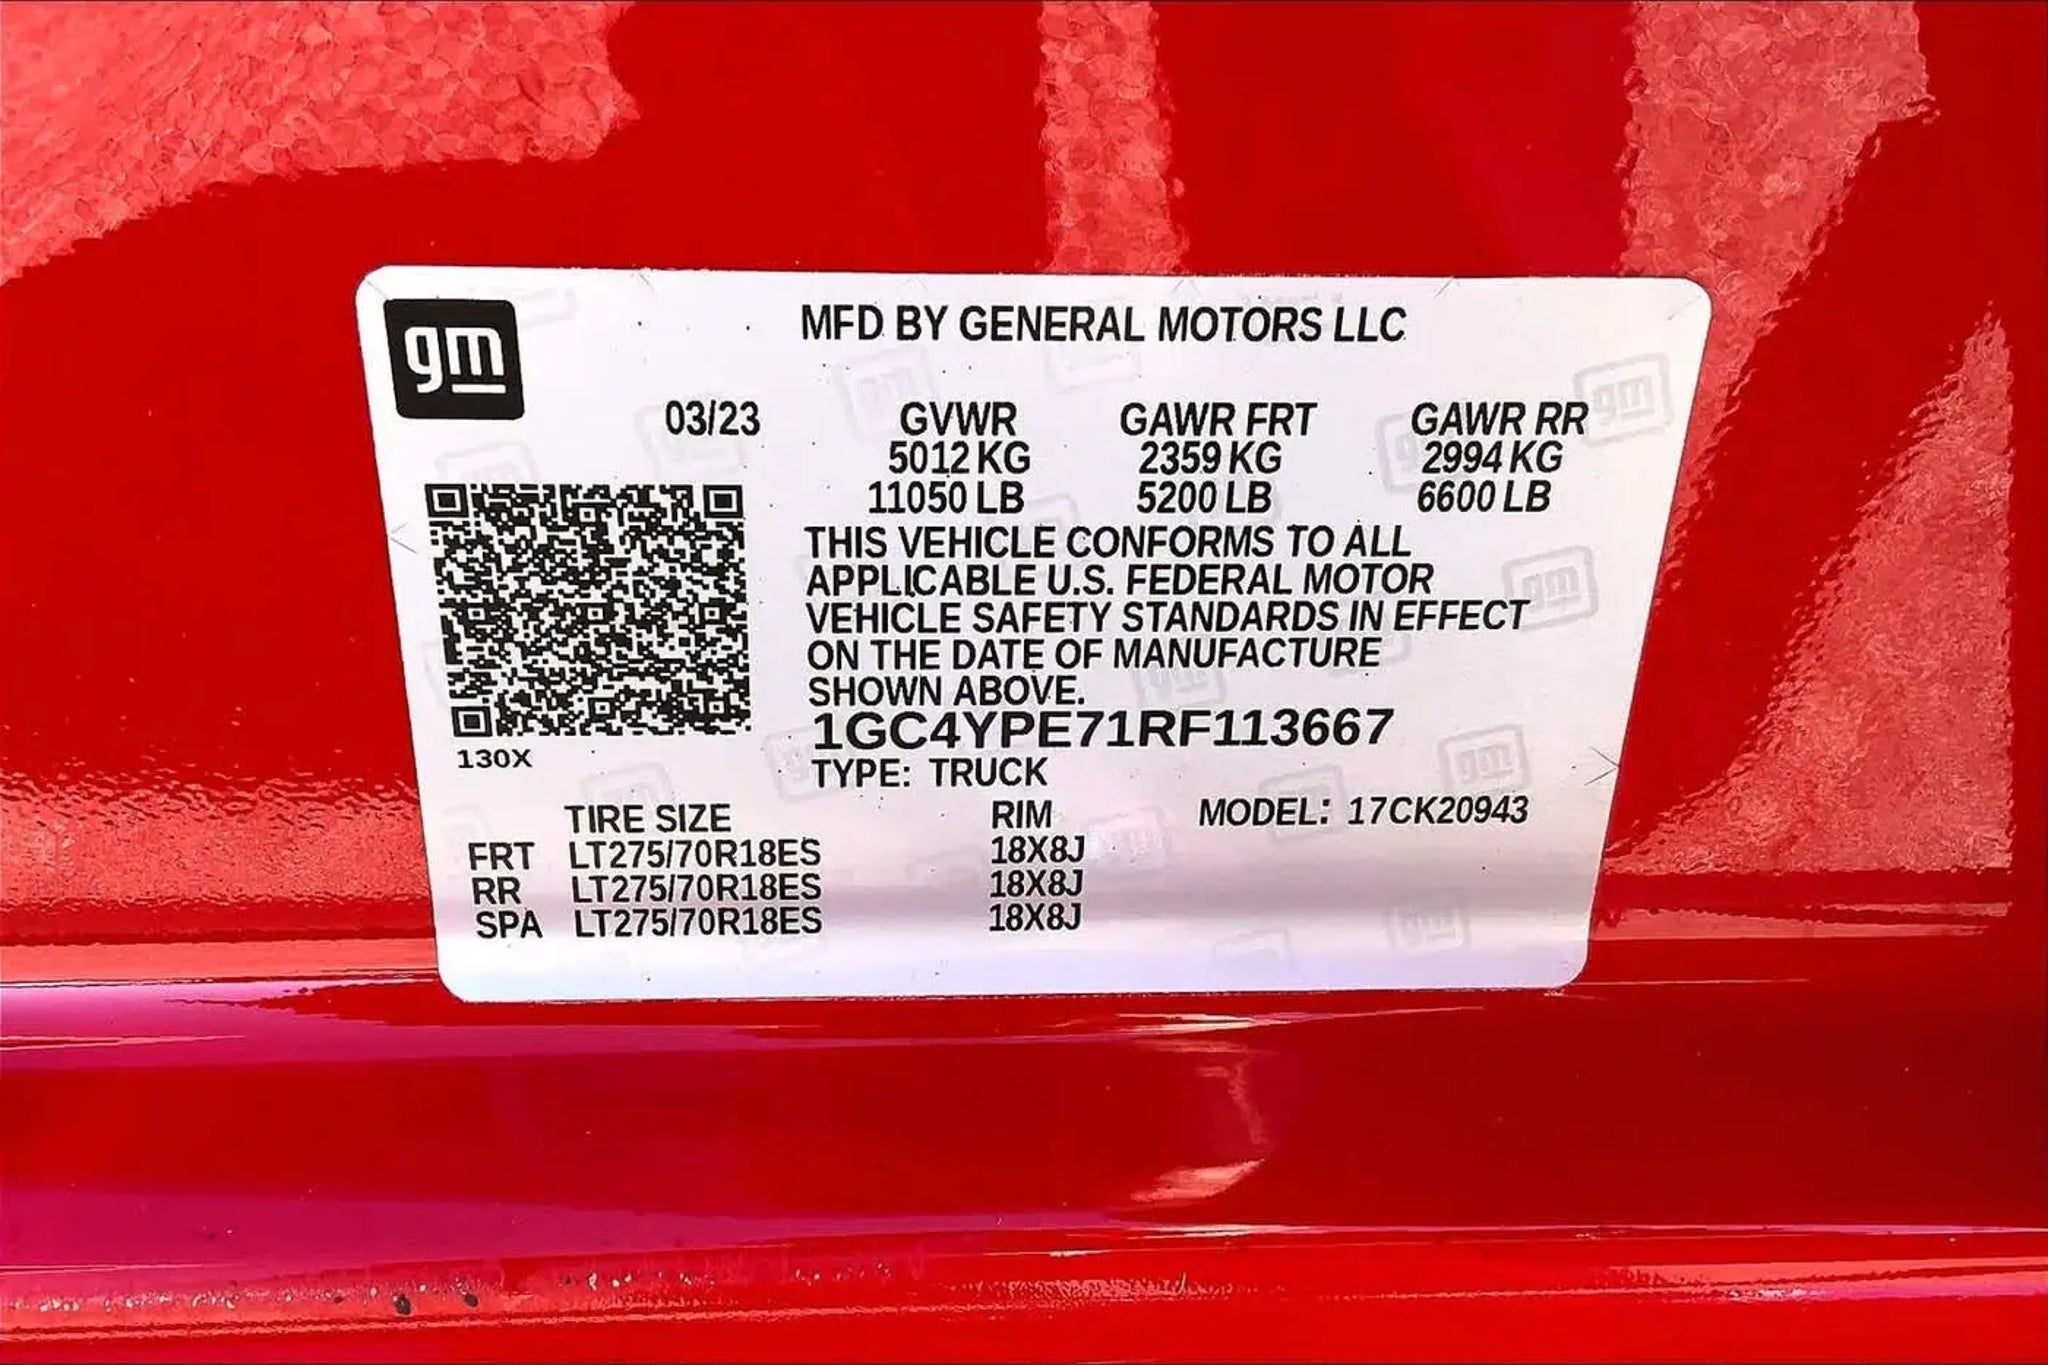 gm
MFD BY GENERAL MOTORS LLC
03/23 GVWR GAWR FRT GAWR RR
5012 KG 2359 KG 2994 KG
11050 LB 5200 LB 6600 LB
THIS VEHICLE CONFORMS TO ALL
APPLICABLE U.S. FEDERAL MOTOR
VEHICLE SAFETY STANDARDS IN EFFECT
ON THE DATE OF MANUFACTURE
SHOWN ABOVE.
1GC4YPE71RF113667
130X
TYPE: TRUCK
TIRE SIZE RIM MODEL: 17CK20943
FRT LT275/70R18ES 18X8J
RR LT275/70R18ES 18X8J
SPA LT275/70R18ES 18X8J